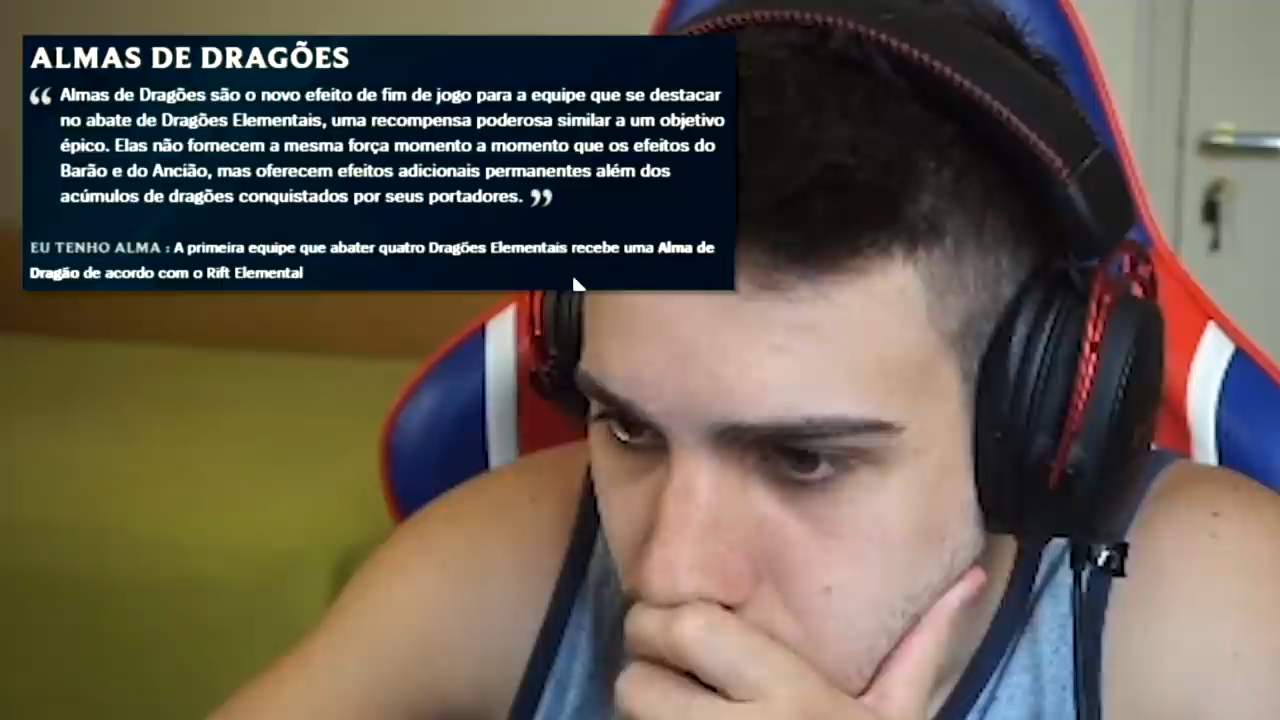 ALMAS DE DRAGÕES
“ Almas de Dragões são o novo efeito de fim de jogo para a equipe que se destacar
no abate de Dragões Elementais, uma recompensa poderosa similar a um objetivo
épico. Elas não fornecem a mesma força momento a momento que os efeitos do
Barão e do Ancião, mas oferecem efeitos adicionais permanentes além dos
acúmulos de dragões conquistados por seus portadores. ”
EU TENHO ALMA : A primeira equipe que abater quatro Dragões Elementais recebe uma Alma de
Dragão de acordo com o Rift Elemental